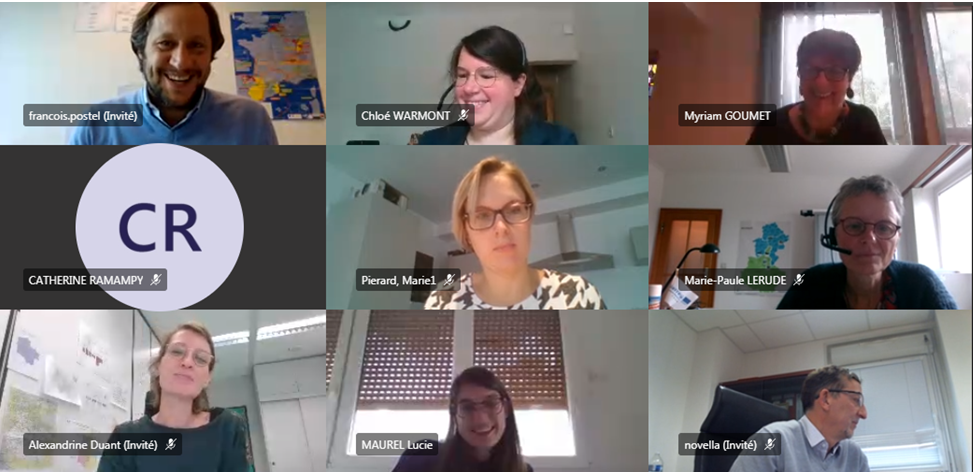 francois.postel (Invité)
Chloé WARMONT
Myriam GOUMET
CR
CATHERINE RAMAMPY
Pierard, Marie1
Marie-Paule LERUDE
Alexandrine Duant (Invité)
MAUREL Lucie
novella (Invité)